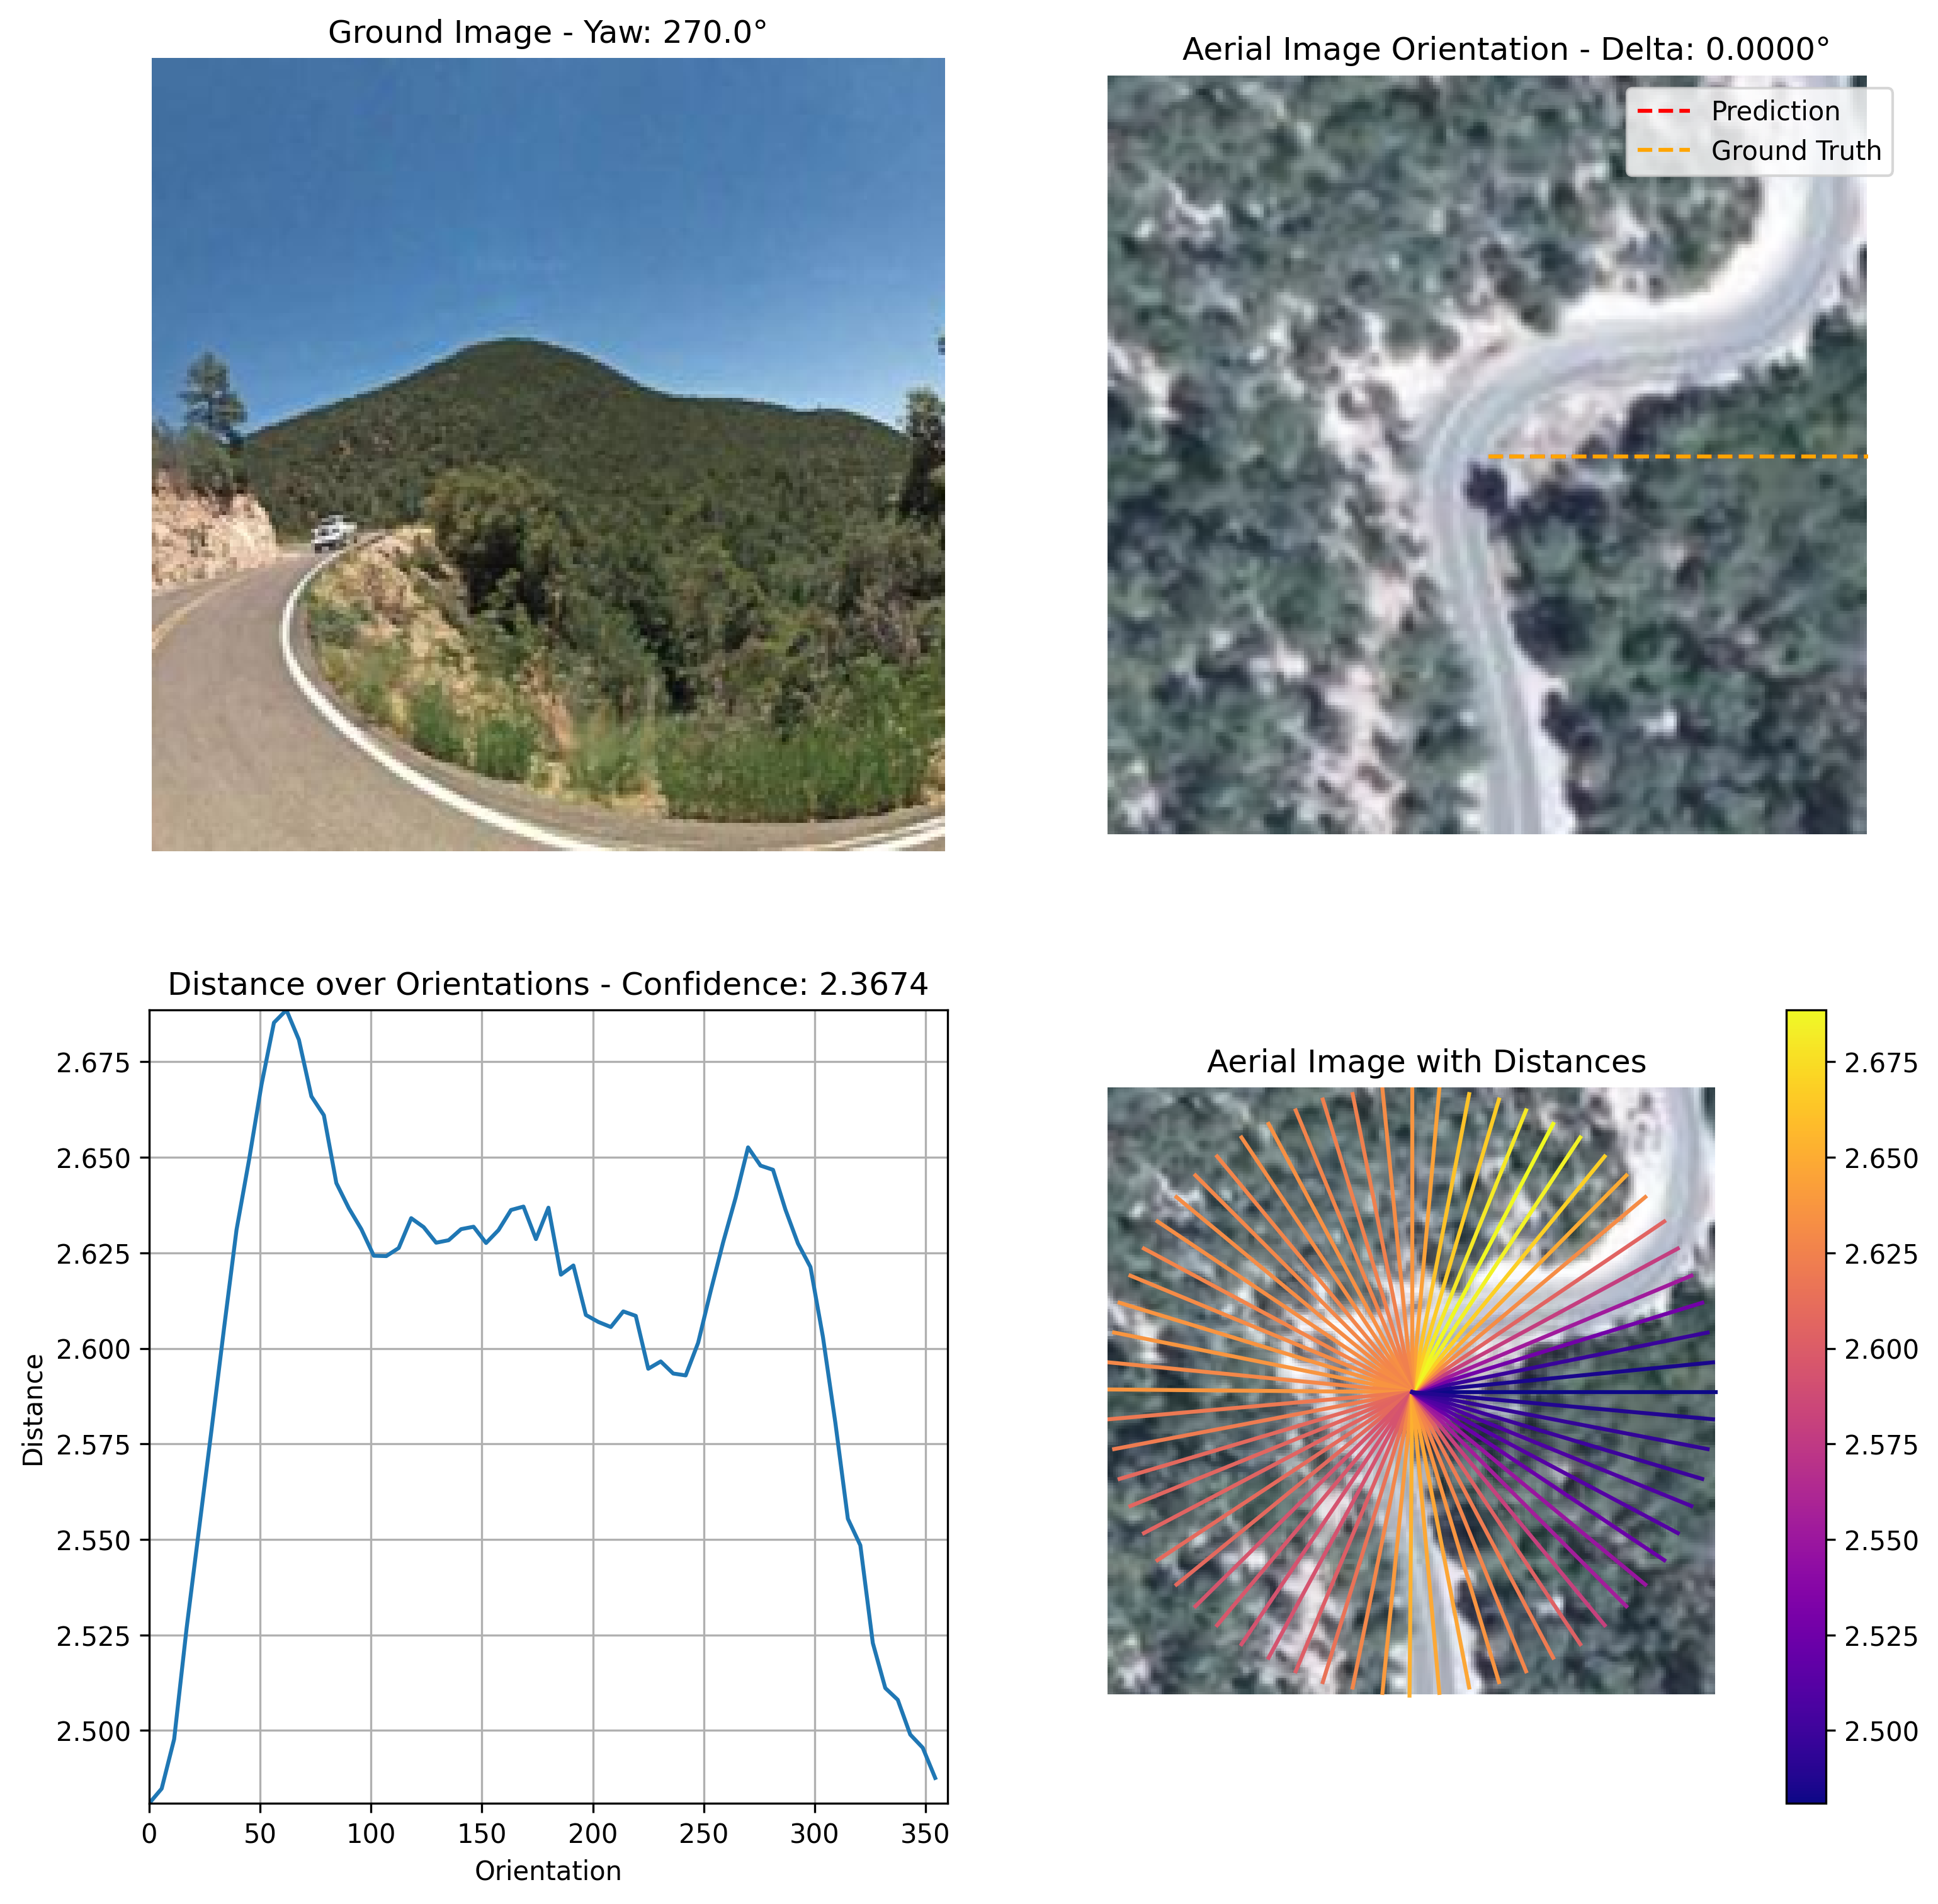 Ground Image - Yaw: 270.0°
Aerial Image Orientation - Delta: 0.0000°
Prediction
Ground Truth
Distance over Orientations - Confidence: 2.3674
2.675
2.650
2.625
2.600
2.575
2.550
2.525
2.500
Distance
0 50 100 150 200 250 300 350
Orientation
Aerial Image with Distances
2.675
2.650
2.625
2.600
2.575
2.550
2.525
2.500